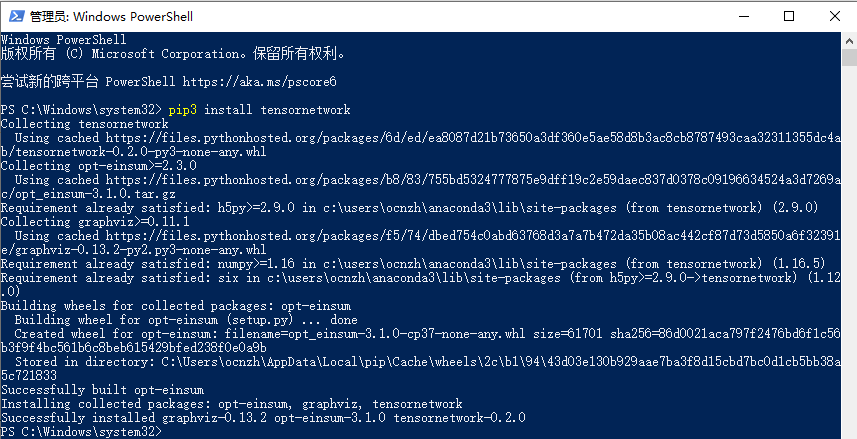 管理员: Windows PowerShell
Windows PowerShell
版权所有 (C) Microsoft Corporation。保留所有权利。
尝试新的跨平台 PowerShell https://aka.ms/pscore6
PS C:\Windows\system32> pip3 install tensornetwork
Collecting tensornetwork
  Using cached https://files.pythonhosted.org/packages/6d/ed/ea8087d21b73650a3df360e5ae58d8b3ac8cb8787493caa32311355dc4a
b/tensornetwork-0.2.0-py3-none-any.whl
Collecting opt-einsum>=2.3.0
  Using cached https://files.pythonhosted.org/packages/b8/83/755bd5324777875e9dff19c2e59daec837d0378c09196634524a3d7269a
c/opt_einsum-3.1.0.tar.gz
Requirement already satisfied: h5py>=2.9.0 in c:\users\ocnzh\anaconda3\lib\site-packages (from tensornetwork) (2.9.0)
Collecting graphviz>=0.11.1
  Using cached https://files.pythonhosted.org/packages/f5/74/dbed754c0abd63768d3a7a7b472da35b08ac442cf87d73d5850a6f32391
e/graphviz-0.13.2-py2.py3-none-any.whl
Requirement already satisfied: numpy>=1.16 in c:\users\ocnzh\anaconda3\lib\site-packages (from tensornetwork) (1.16.5)
Requirement already satisfied: six in c:\users\ocnzh\anaconda3\lib\site-packages (from h5py>=2.9.0->tensornetwork) (1.12
.0)
Building wheels for collected packages: opt-einsum
  Building wheel for opt-einsum (setup.py) ... done
  Created wheel for opt-einsum: filename=opt_einsum-3.1.0-cp37-none-any.whl size=61701 sha256=86d0021aca797f2476bd6f1c56
b3f9f4bc561b6c8beb615429bfed238f0e0a9b
  Stored in directory: C:\Users\ocnzh\AppData\Local\pip\Cache\wheels\2c\b1\94\43d03e130b929aae7ba3f8d15cbd7bc0d1cb5bb38a
5c721833
Successfully built opt-einsum
Installing collected packages: opt-einsum, graphviz, tensornetwork
Successfully installed graphviz-0.13.2 opt-einsum-3.1.0 tensornetwork-0.2.0
PS C:\Windows\system32>